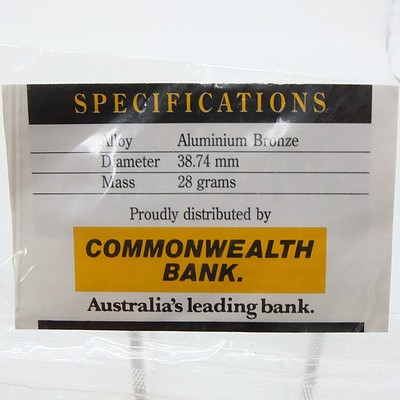 SPECIFICATIONS
Alloy Aluminium Bronze
Diameter 38.74 mm
Mass 28 grams
Proudly distributed by
COMMONWEALTH
BANK.
Australia's leading bank.